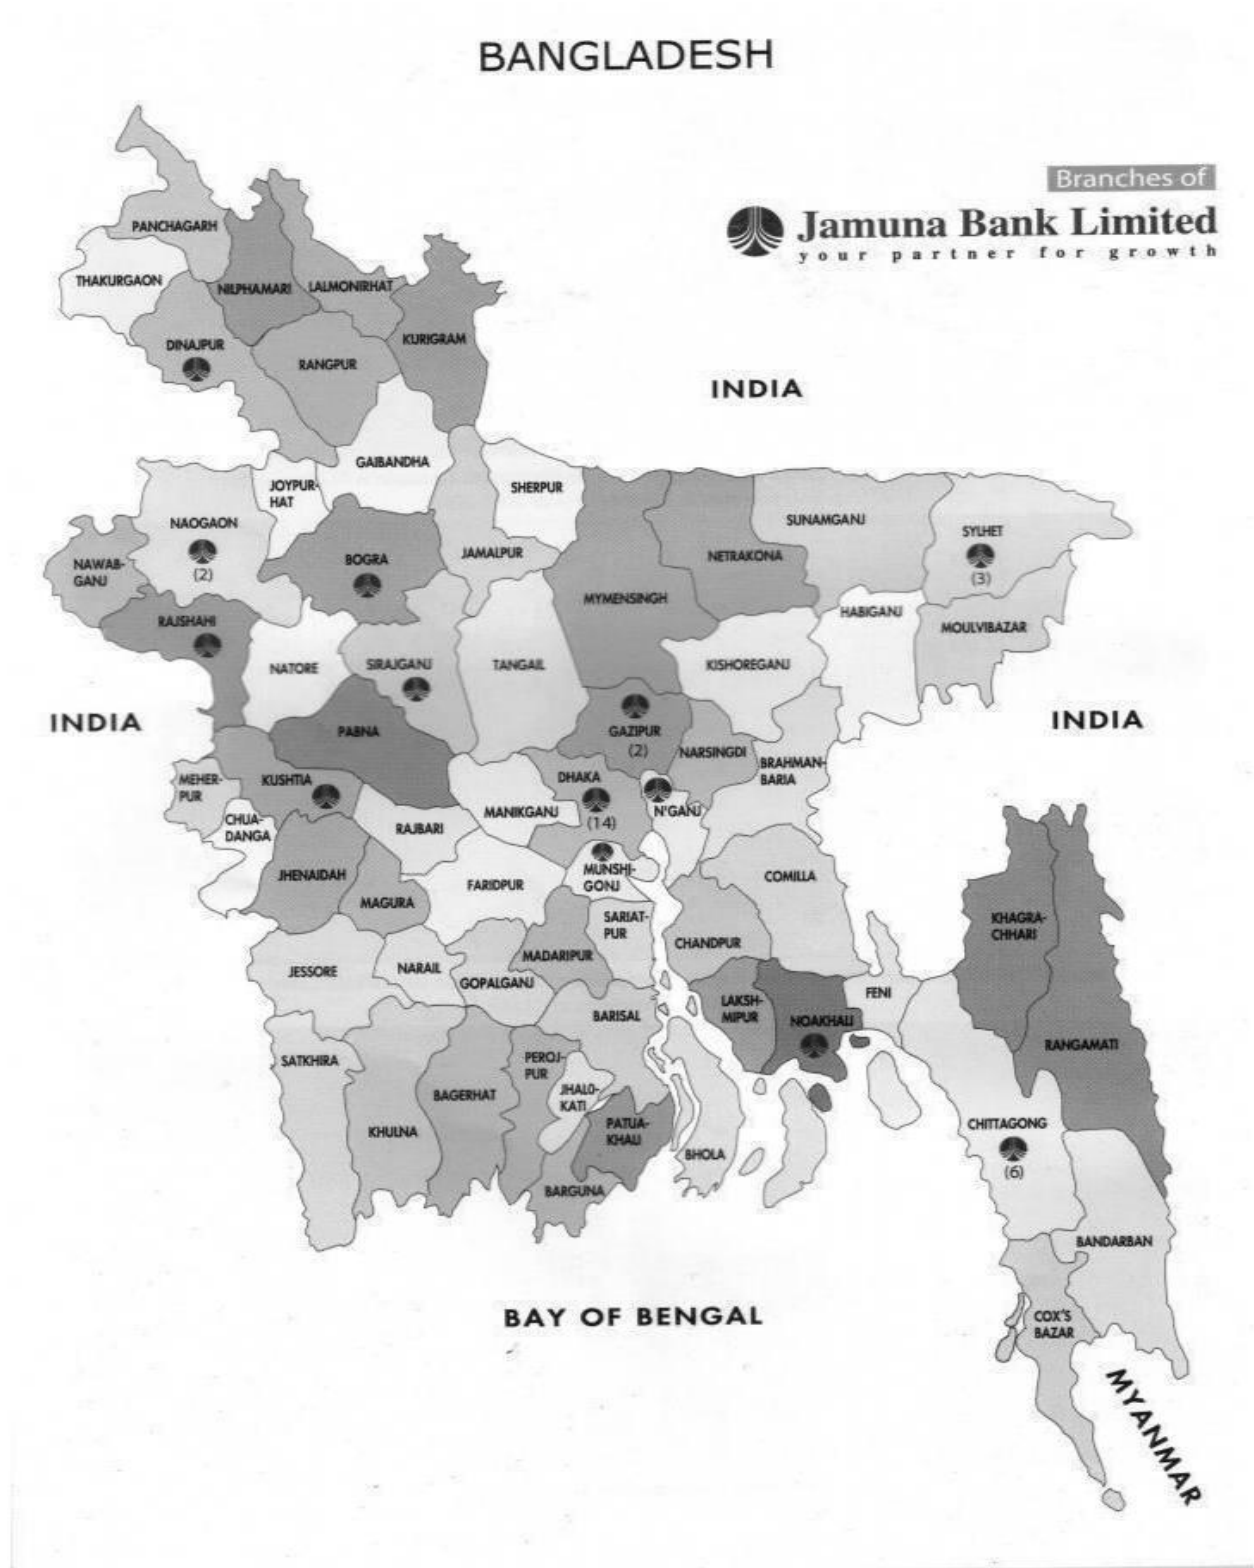 BANGLADESH
Branches of
Jamuna Bank Limited
your partner for growth
PANCHAGARH
THAKURGAON
NILPHAMARI
LALMONIRHAT
DINAJPUR
RANGPUR
KURIGRAM
INDIA
GAIBANDHA
JOYPUR-
HAT
SHERPUR
NAOGAON
(2)
SUNAMGANJ
SYLHET
(3)
NAWAB-
GANJ
BOGRA
JAMALPUR
NETRAKONA
MYMENSINGH
HABIGANJ
MOULVIBAZAR
RAJSHAHI
NATORE
SIRAJGANJ
TANGAIL
KISHOREGANJ
INDIA
PABNA
GAZIPUR
(2)
NARSINGDI
BRAHMAN-
BARIA
INDIA
MEHER-
PUR
KUSHTIA
DHAKA
(14)
MANIKGANJ
N'GANJ
CHUA-
DANGA
RAJBARI
JHENAIDAH
MAGURA
FARIDPUR
MUNSHI-
GONJ
COMILLA
SARIAT-
PUR
CHANDPUR
KHAGRA-
CHHARI
JESSORE
NARAIL
GOPALGANJ
MADARIPUR
LAKSH-
MIPUR
NOAKHALI
FENI
BARISAL
RANGAMATI
SATKHIRA
KHULNA
BAGERHAT
PEROJ-
PUR
JHALO-
KATI
PATUA-
KHALI
BHOLA
BARGUNA
CHITTAGONG
(6)
BANDARBAN
BAY OF BENGAL
COX'S
BAZAR
MYANMAR